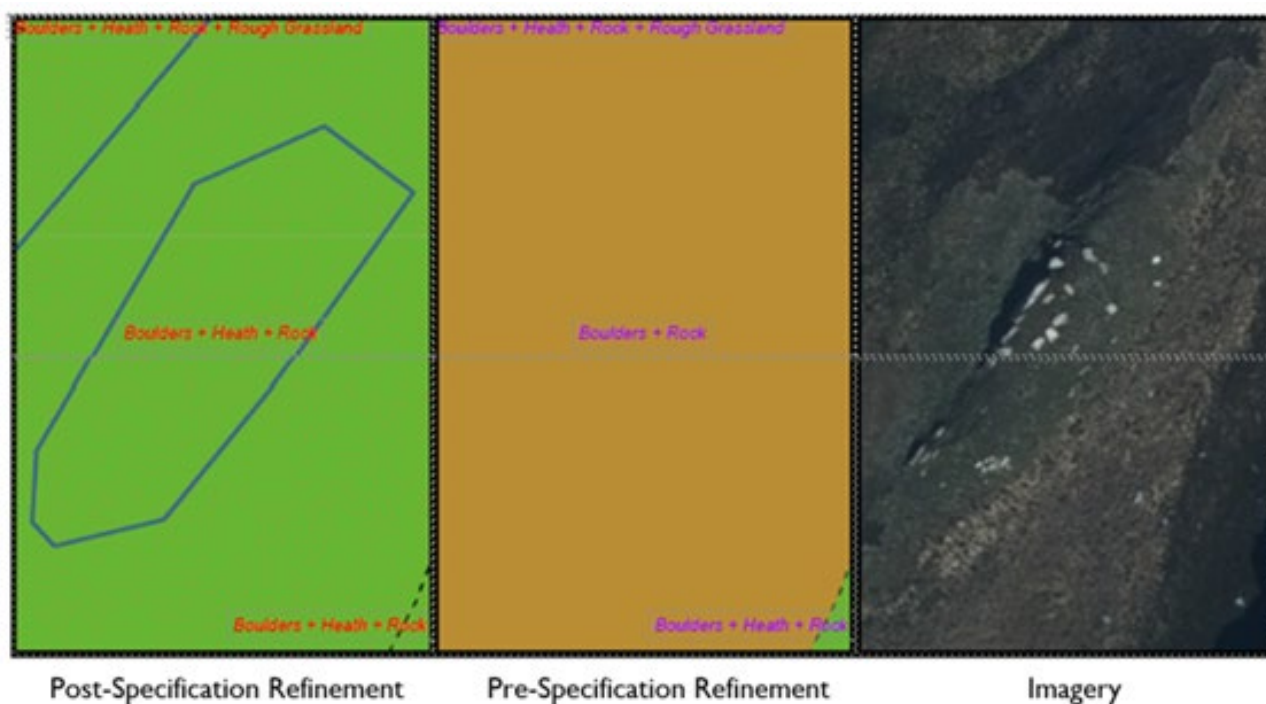 Boulders + Heath + Rock + Rough Grassland
Boulders + Heath + Rock
Boulders + Heath + Rock
Post-Specification Refinement
Boulders + Heath + Rock + Rough Grassland
Boulders + Rock
Boulders + Heath + Rock
Pre-Specification Refinement
Imagery